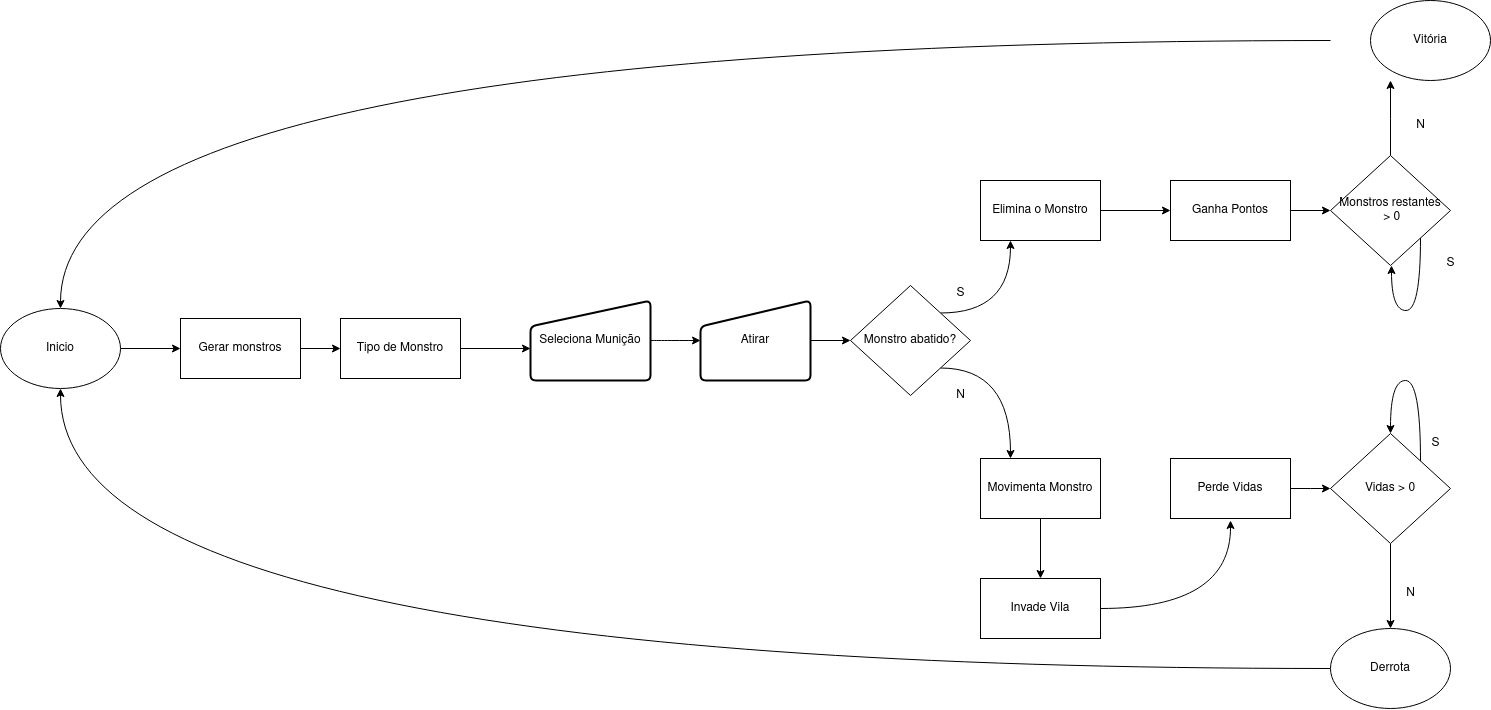 Vitória
N
Monstros restantes
> 0
S
Elimina o Monstro
Ganha Pontos
S
Inicio
Gerar monstros
Tipo de Monstro
Seleciona Munição
Atirar
Monstro abatido?
N
Movimenta Monstro
Perde Vidas
Vidas > 0
S
Invade Vila
N
Derrota